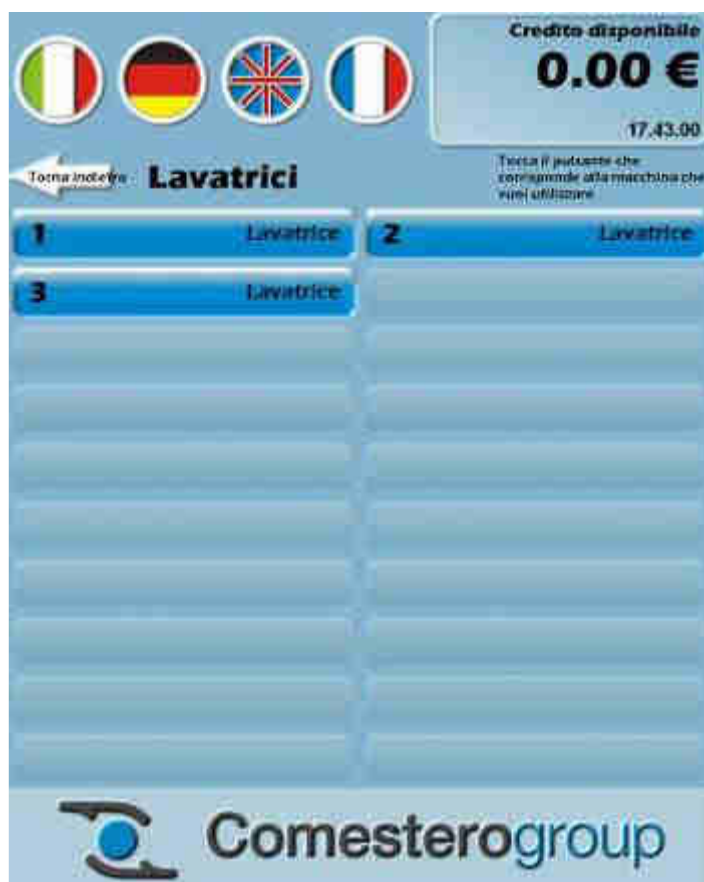 Credito disponibile
0.00 €
17.43.00
Torna indietro
Lavatrici
Tocca il pulsante che
corrisponde alla macchina che
vuoi utilizzare
1 Lavatrice
2 Lavatrice
3 Lavatrice
Comesterogroup